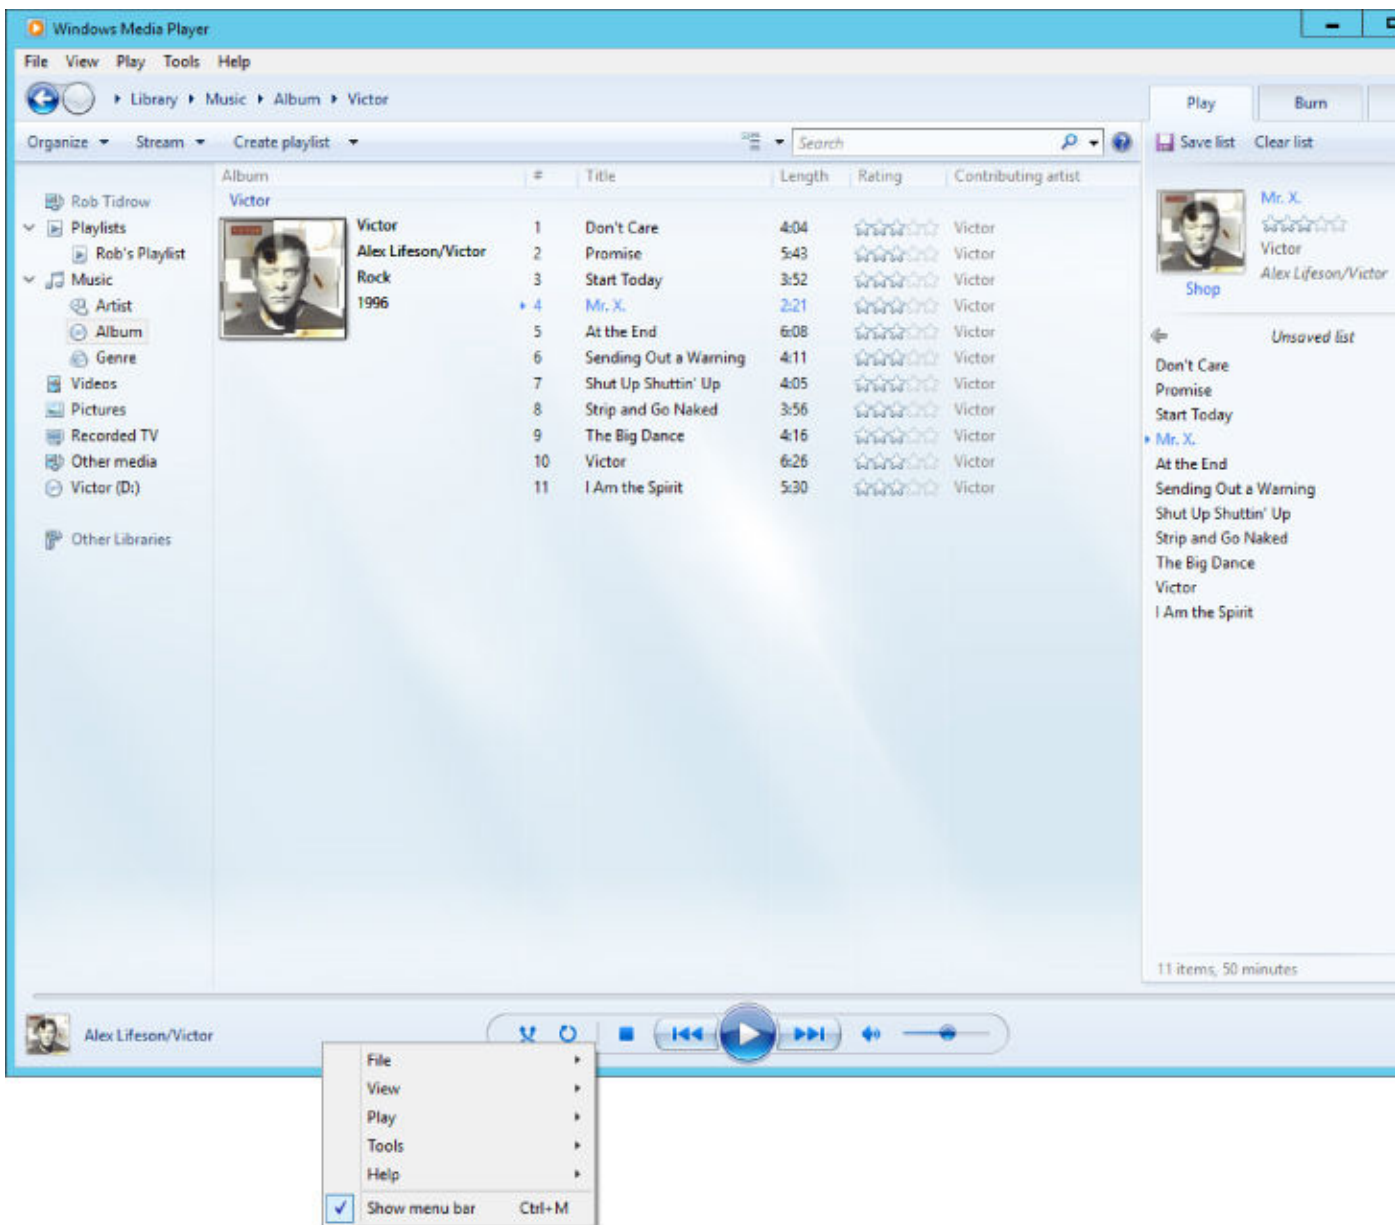 Windows Media Player
File View Play Tools Help
Library Music Album Victor
Play Burn
Organize Stream Create playlist Search
Save list Clear list
Album # Title Length Rating Contributing artist
Rob Tidrow
Playlists
Rob's Playlist
Music
Artist
Album
Genre
Videos
Pictures
Recorded TV
Other media
Victor (D:)
Other Libraries
Victor
Victor
Alex Lifeson/Victor
Rock
1996
1 Don't Care 4:04 Victor
2 Promise 5:43 Victor
3 Start Today 3:52 Victor
4 Mr. X. 2:21 Victor
5 At the End 6:08 Victor
6 Sending Out a Warning 4:11 Victor
7 Shut Up Shuttin' Up 4:05 Victor
8 Strip and Go Naked 3:56 Victor
9 The Big Dance 4:16 Victor
10 Victor 6:26 Victor
11 I Am the Spirit 5:30 Victor
Mr. X.
Victor
Alex Lifeson/Victor
Shop
Unsaved list
Don't Care
Promise
Start Today
Mr. X.
At the End
Sending Out a Warning
Shut Up Shuttin' Up
Strip and Go Naked
The Big Dance
Victor
I Am the Spirit
11 items, 50 minutes
Alex Lifeson/Victor
File
View
Play
Tools
Help
Show menu bar Ctrl+M